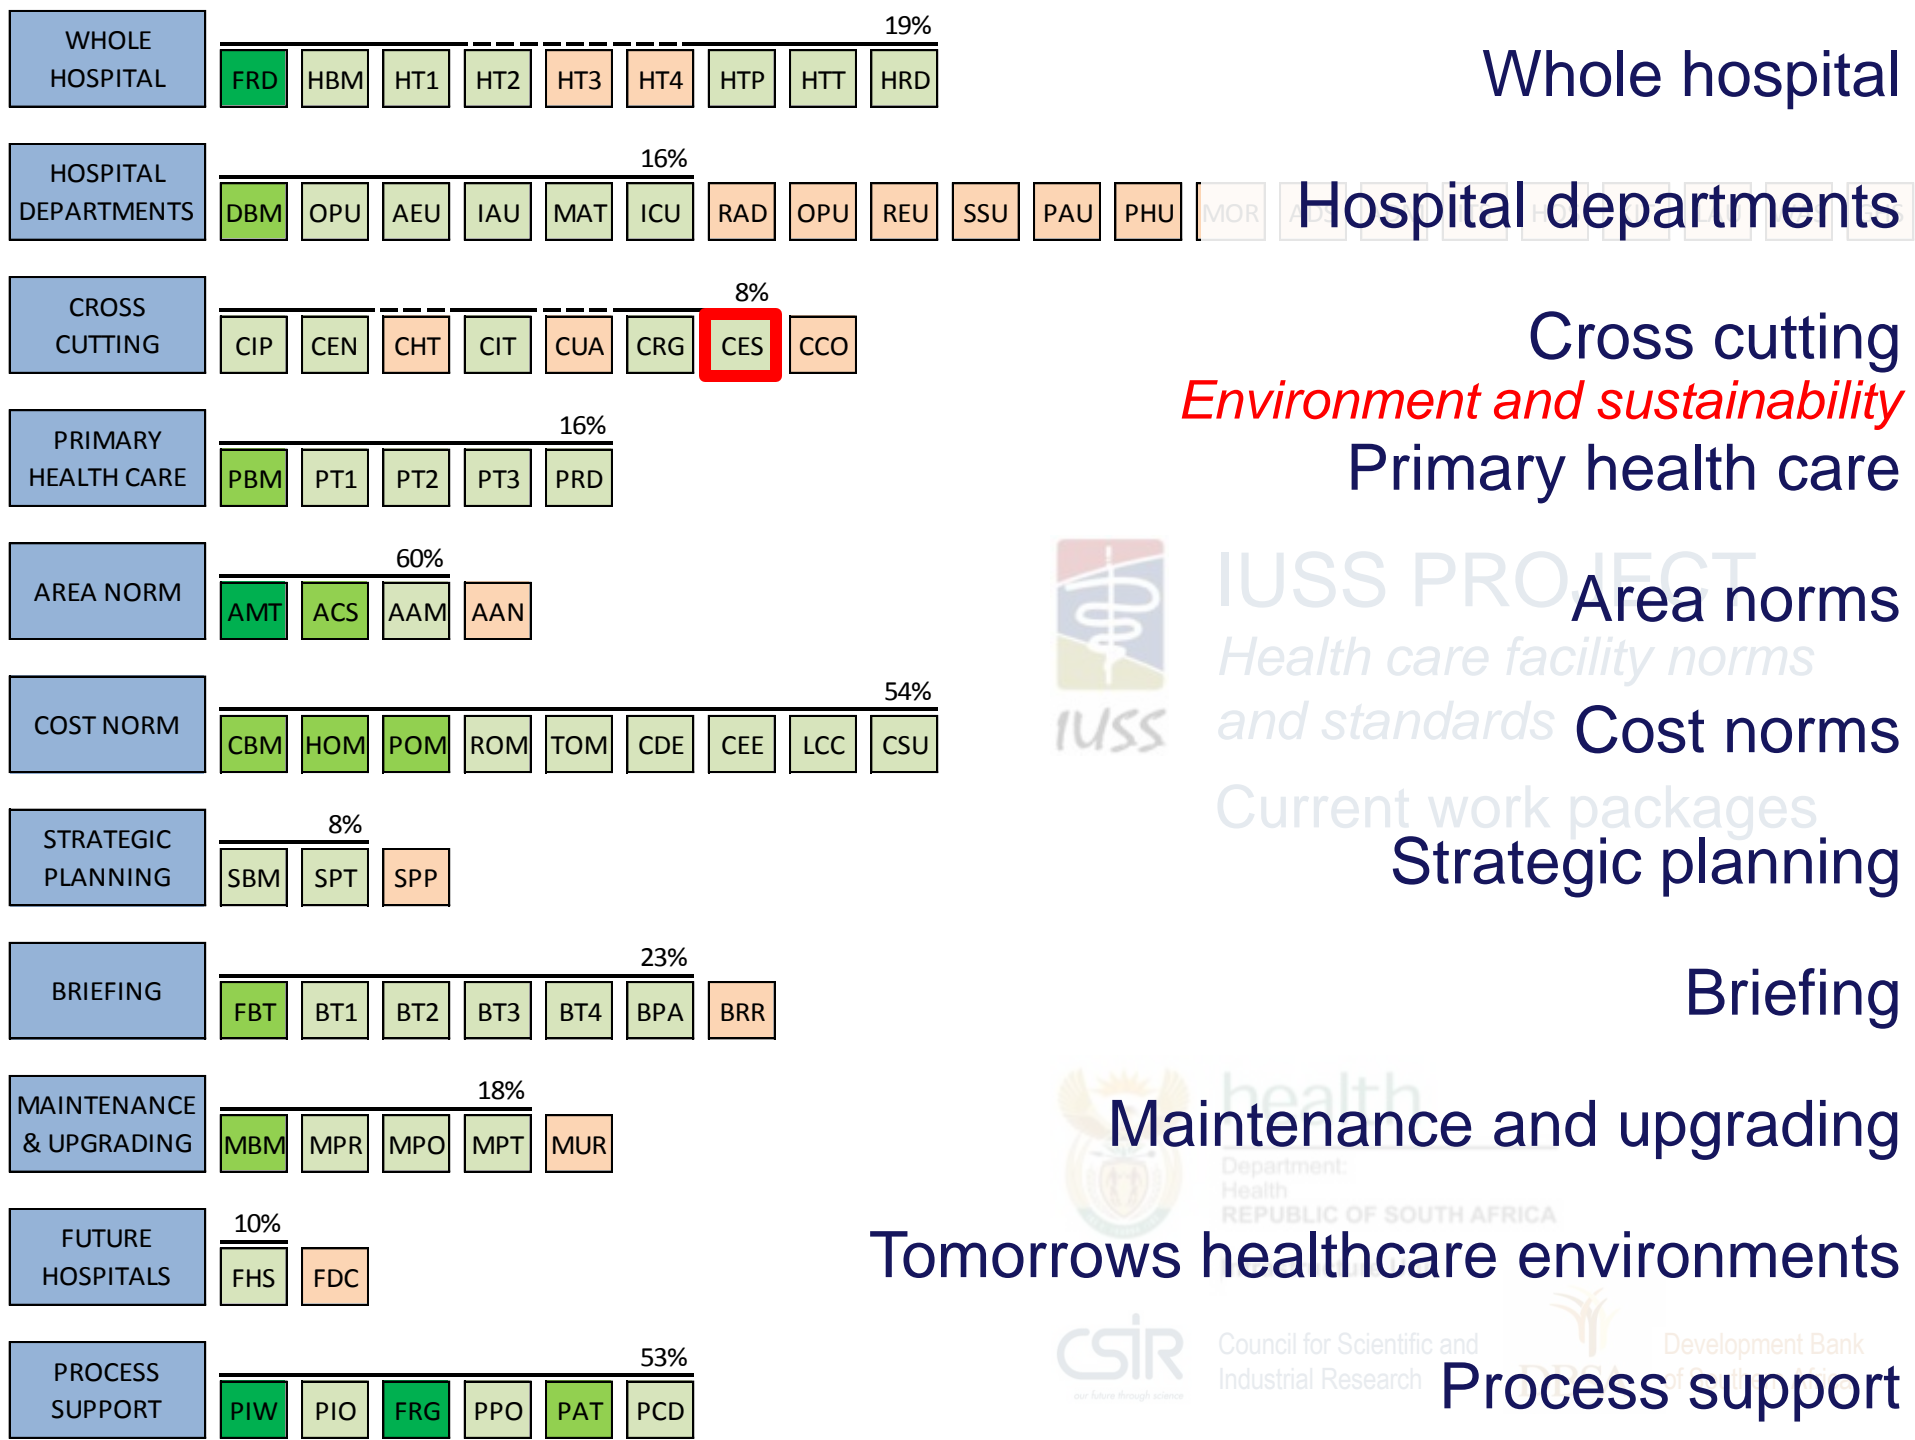 WHOLE
HOSPITAL
19%
FRD HBM HT1 HT2 HT3 HT4 HTP HTT HRD
Whole hospital
HOSPITAL
DEPARTMENTS
16%
DBM OPU AEU IAU MAT ICU RAD OPU REU SSU PAU PHU MOR
Hospital departments
CROSS
CUTTING
8%
CIP CEN CHT CIT CUA CRG CES CCO
Cross cutting
Environment and sustainability
PRIMARY
HEALTH CARE
16%
PBM PT1 PT2 PT3 PRD
Primary health care
AREA NORM
60%
AMT ACS AAM AAN
IUSS PROJECT
Area norms
Health care facility norms
and standards
IUSS
COST NORM
54%
CBM HOM POM ROM TOM CDE CEE LCC CSU
Cost norms
Current work packages
STRATEGIC
PLANNING
8%
SBM SPT SPP
Strategic planning
BRIEFING
23%
FBT BT1 BT2 BT3 BT4 BPA BRR
Briefing
MAINTENANCE
& UPGRADING
18%
MBM MPR MPO MPT MUR
health
Maintenance and upgrading
Department:
Health
REPUBLIC OF SOUTH AFRICA
FUTURE
HOSPITALS
10%
FHS FDC
Tomorrows healthcare environments
PROCESS
SUPPORT
53%
PIW PIO FRG PPO PAT PCD
CSIR
our future through science
Council for Scientific and
Industrial Research
Development Bank
Process support